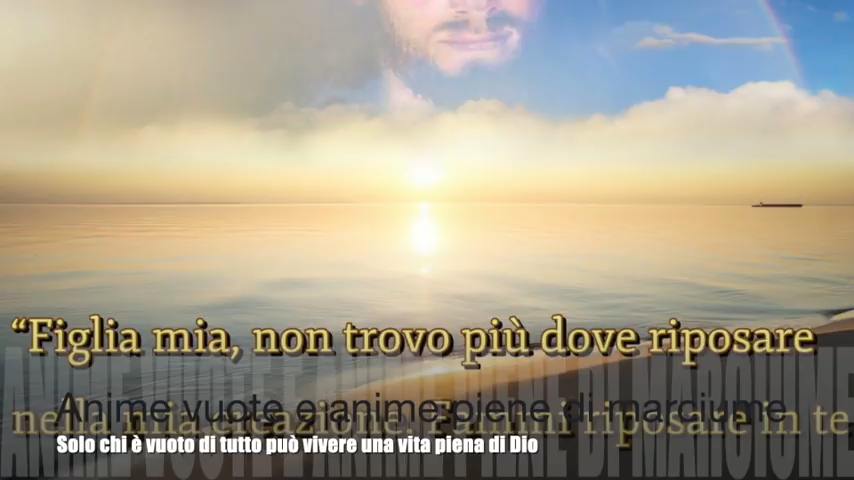 “Figlia mia, non trovo più dove riposare
nella mia creazione. Fammi riposare in te
Anime vuote e anime piene di marciume
ANIME VUOTE E ANIME PIENE DI MARCIUME
Solo chi è vuoto di tutto può vivere una vita piena di Dio